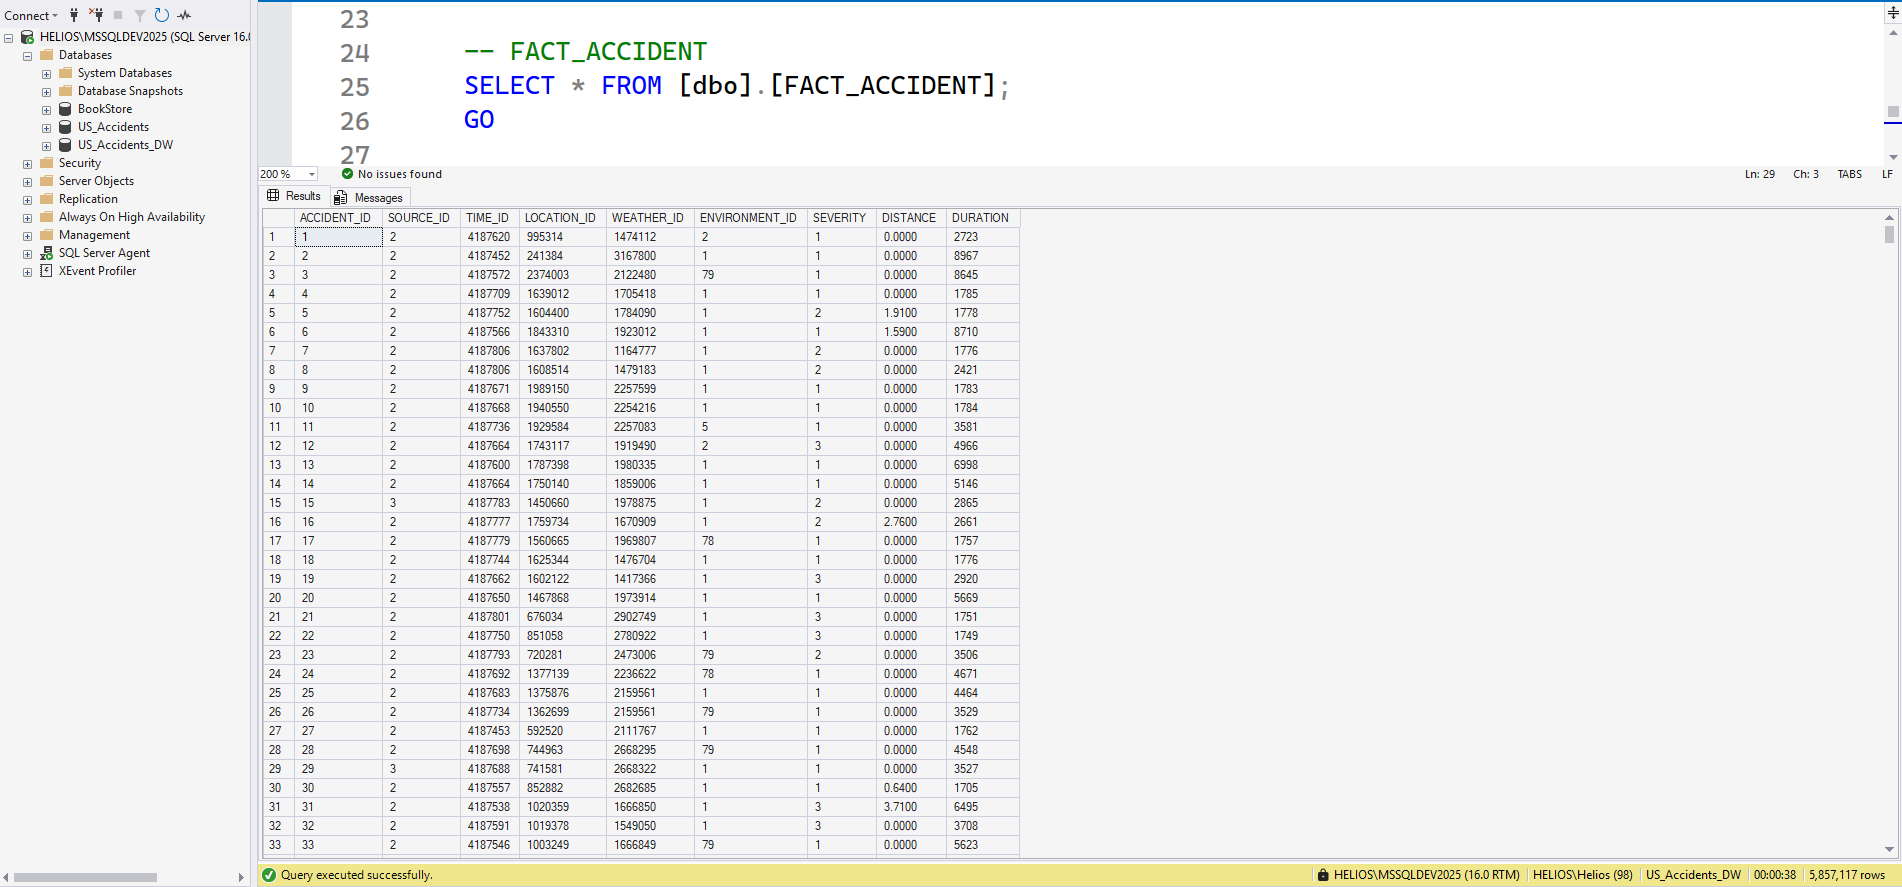 Connect
HELIOS\MSSQLDEV2025 (SQL Server 16.0
Databases
System Databases
Database Snapshots
BookStore
US_Accidents
US_Accidents_DW
Security
Server Objects
Replication
Always On High Availability
Management
SQL Server Agent
XEvent Profiler
23
24 -- FACT_ACCIDENT
25 SELECT * FROM [dbo].[FACT_ACCIDENT];
26 GO
27
200 % No issues found Ln: 29 Ch: 3 TABS LF
Results Messages
ACCIDENT_ID SOURCE_ID TIME_ID LOCATION_ID WEATHER_ID ENVIRONMENT_ID SEVERITY DISTANCE DURATION
1 1 2 4187620 995314 1474112 2 1 0.0000 2723
2 2 2 4187452 241384 3167800 1 1 0.0000 8967
3 3 2 4187572 2374003 2122480 79 1 0.0000 8645
4 4 2 4187709 1639012 1705418 1 1 0.0000 1785
5 5 2 4187752 1604400 1784090 1 2 1.9100 1778
6 6 2 4187566 1843310 1923012 1 1 1.5900 8710
7 7 2 4187806 1637802 1164777 1 2 0.0000 1776
8 8 2 4187806 1608514 1479183 1 2 0.0000 2421
9 9 2 4187671 1989150 2257599 1 1 0.0000 1783
10 10 2 4187668 1940550 2254216 1 1 0.0000 1784
11 11 2 4187736 1929584 2257083 5 1 0.0000 3581
12 12 2 4187664 1743117 1919490 2 3 0.0000 4966
13 13 2 4187600 1787398 1980335 1 1 0.0000 6998
14 14 2 4187664 1750140 1859006 1 1 0.0000 5146
15 15 3 4187783 1450660 1978875 1 2 0.0000 2865
16 16 2 4187777 1759734 1670909 1 2 2.7600 2661
17 17 2 4187779 1560665 1969807 78 1 0.0000 1757
18 18 2 4187744 1625344 1476704 1 1 0.0000 1776
19 19 2 4187662 1602122 1417366 1 3 0.0000 2920
20 20 2 4187650 1467868 1973914 1 1 0.0000 5669
21 21 2 4187801 676034 2902749 1 3 0.0000 1751
22 22 2 4187750 851058 2780922 1 3 0.0000 1749
23 23 2 4187793 720281 2473006 79 2 0.0000 3506
24 24 2 4187692 1377139 2236622 78 1 0.0000 4671
25 25 2 4187683 1375876 2159561 1 1 0.0000 4464
26 26 2 4187734 1362699 2159561 79 1 0.0000 3529
27 27 2 4187453 592520 2111767 1 1 0.0000 1762
28 28 2 4187698 744963 2668295 79 1 0.0000 4548
29 29 3 4187688 741581 2668322 1 1 0.0000 3527
30 30 2 4187557 852882 2682685 1 1 0.6400 1705
31 31 2 4187538 1020359 1666850 1 3 3.7100 6495
32 32 2 4187591 1019378 1549050 1 3 0.0000 3708
33 33 2 4187546 1003249 1666849 79 1 0.0000 5623
Query executed successfully. HELIOS\MSSQLDEV2025 (16.0 RTM) HELIOS\Helios (98) US_Accidents_DW 00:00:38 5,857,117 rows